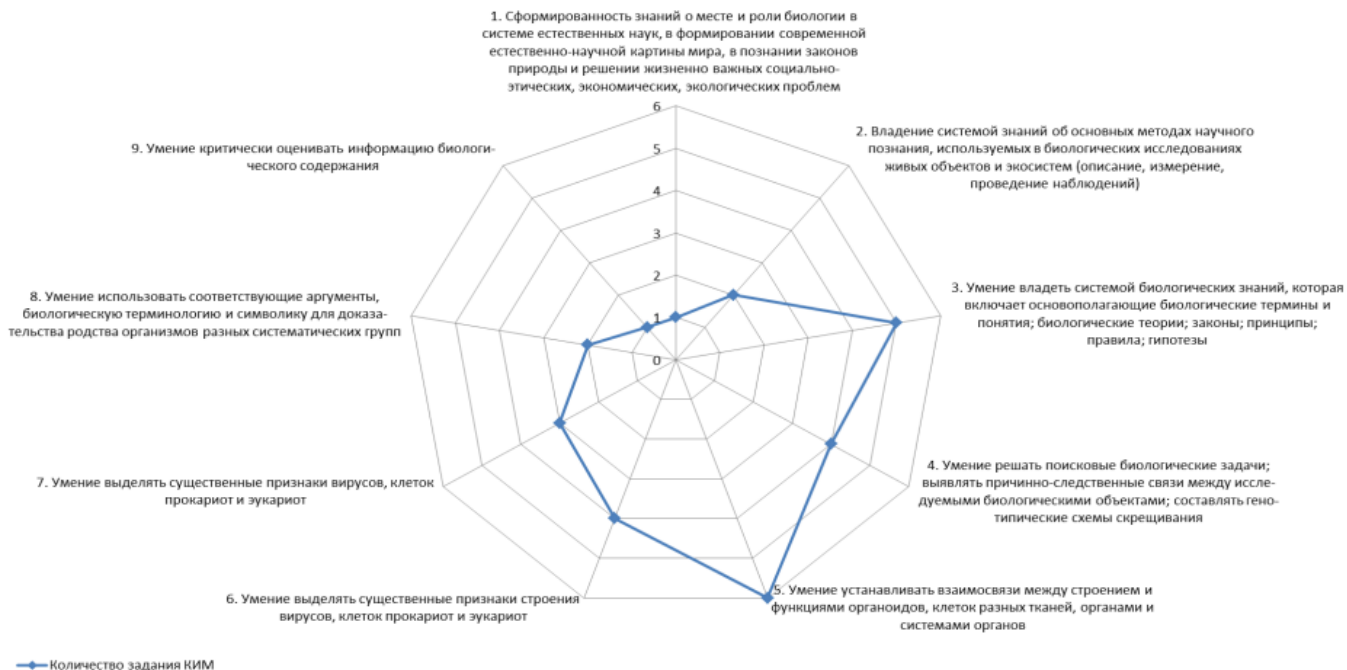 1. Сформированность знаний о месте и роли биологии в
системе естественных наук, в формировании современной
естественно-научной картины мира, в познании законов
природы и решении жизненно важных социально-
этических, экономических, экологических проблем
2. Владение системой знаний об основных методах научного
познания, используемых в биологических исследованиях
живых объектов и экосистем (описание, измерение,
проведение наблюдений)
3. Умение владеть системой биологических знаний, которая
включает основополагающие биологические термины и
понятия; биологические теории; законы; принципы;
правила; гипотезы
4. Умение решать поисковые биологические задачи;
выявлять причинно-следственные связи между иссле-
дуемыми биологическими объектами; составлять гено-
типические схемы скрещивания
5. Умение устанавливать взаимосвязи между строением и
функциями органоидов, клеток разных тканей, органами и
системами органов
6. Умение выделять существенные признаки строения
вирусов, клеток прокариот и эукариот
7. Умение выделять существенные признаки вирусов, клеток
прокариот и эукариот
8. Умение использовать соответствующие аргументы,
биологическую терминологию и символику для доказа-
тельства родства организмов разных систематических групп
9. Умение критически оценивать информацию биологи-
ческого содержания
6
5
4
3
2
1
0
Количество задания КИМ